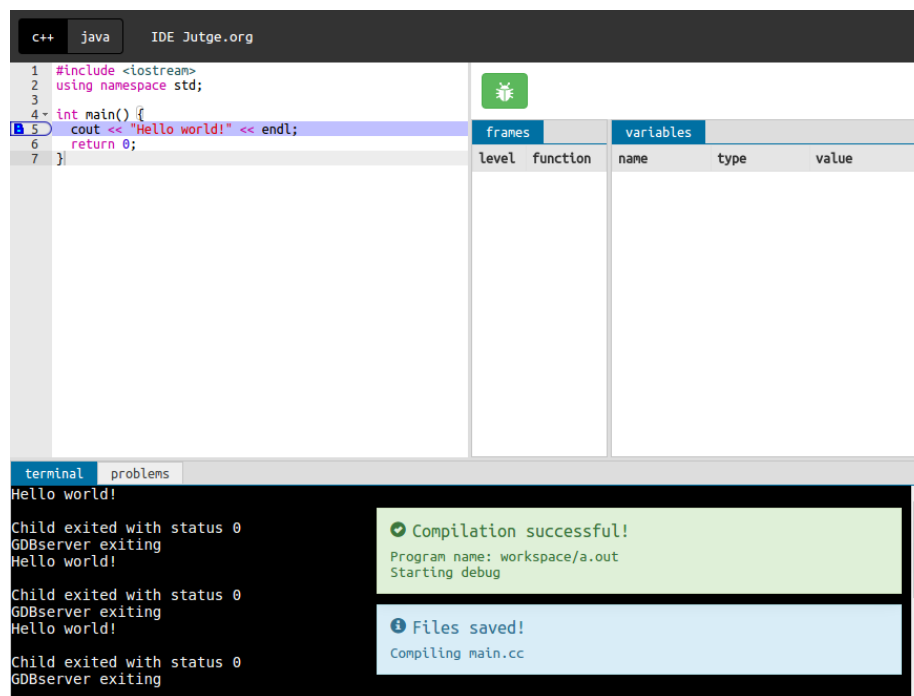 c++ java IDE Jutge.org
1 #include <iostream>
2 using namespace std;
3
4 int main() {
B 5 cout << "Hello world!" << endl;
6 return 0;
7 }
frames variables
level function name type value
terminal problems
Hello world!
Child exited with status 0
GDBserver exiting
Hello world!
Child exited with status 0
GDBserver exiting
Hello world!
Child exited with status 0
GDBserver exiting
Compilation successful!
Program name: workspace/a.out
Starting debug
Files saved!
Compiling main.cc